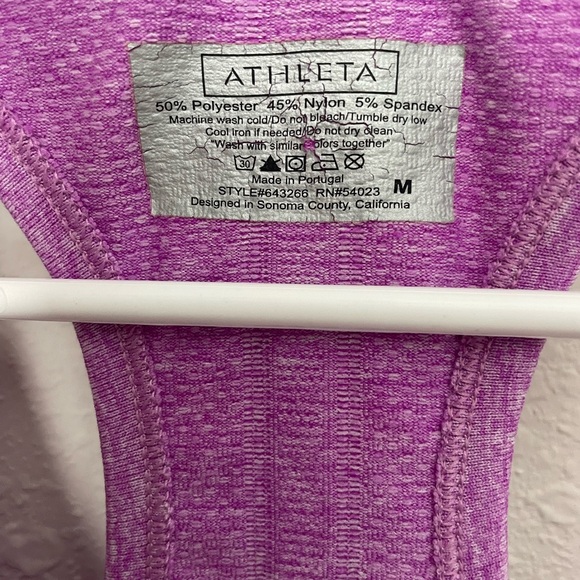 ATHLETA
50% Polyester 45% Nylon 5% Spandex
Machine wash cold/Do not bleach/Tumble dry low
Cool iron if needed/Do not dry clean
"Wash with similar colors together"
30
Made in Portugal
STYLE#643266 RN#54023 M
Designed in Sonoma County, California